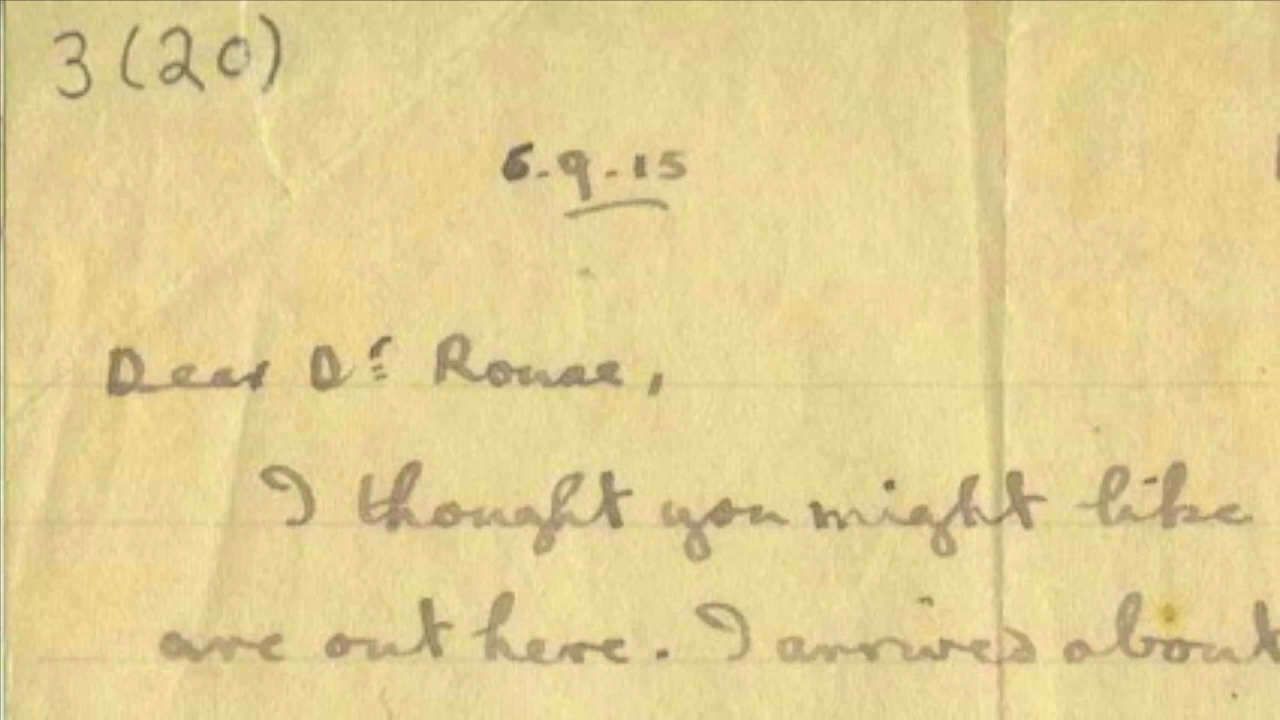 3(20)
6.9.15
Dear Dr Rouse,
I thought you might like
are out here. I arrived about